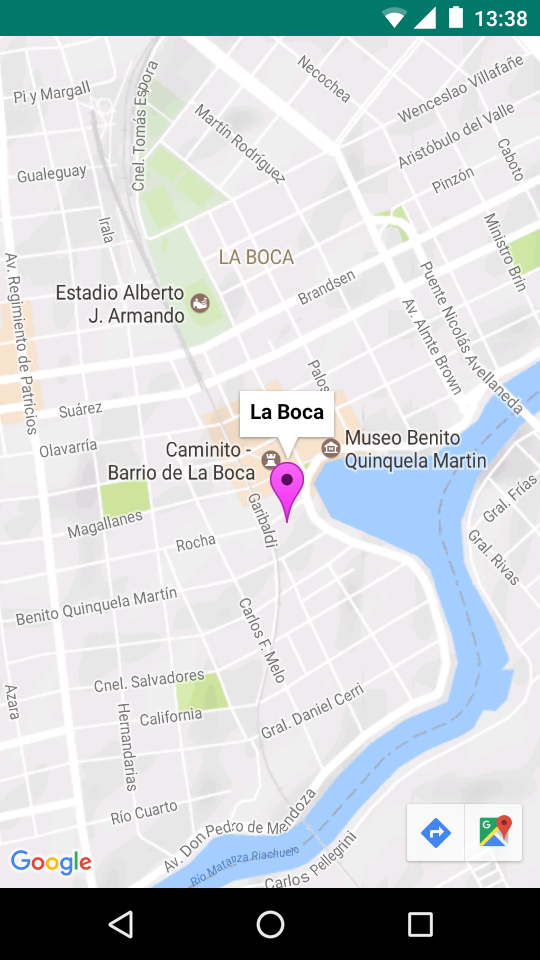 13:38
Necochea
Wenceslao Villafañe
Pi y Margall
Cnel. Tomás Espora
Martín Rodríguez
Aristóbulo del Valle
Caboto
Gualeguay
Pinzón
Irala
Ministro Brin
LA BOCA
Av. Regimiento de Patricios
Estadio Alberto
J. Armando
Brandsen
Puente Nicolás Avellaneda
Av. Almte Brown
Palos
Suárez
La Boca
Olavarría
Caminito -
Barrio de La Boca
Museo Benito
Quinquela Martin
Gral. Frías
Magallanes
Garibaldi
Rocha
Gral. Rivas
Benito Quinquela Martín
Carlos F. Melo
Cnel. Salvadores
Azara
Hernandarias
California
Gral. Daniel Cerri
Río Cuarto
Av. Don Pedro de Mendoza
Río Matanza Riachuelo
Carlos Pellegrini
Google
G